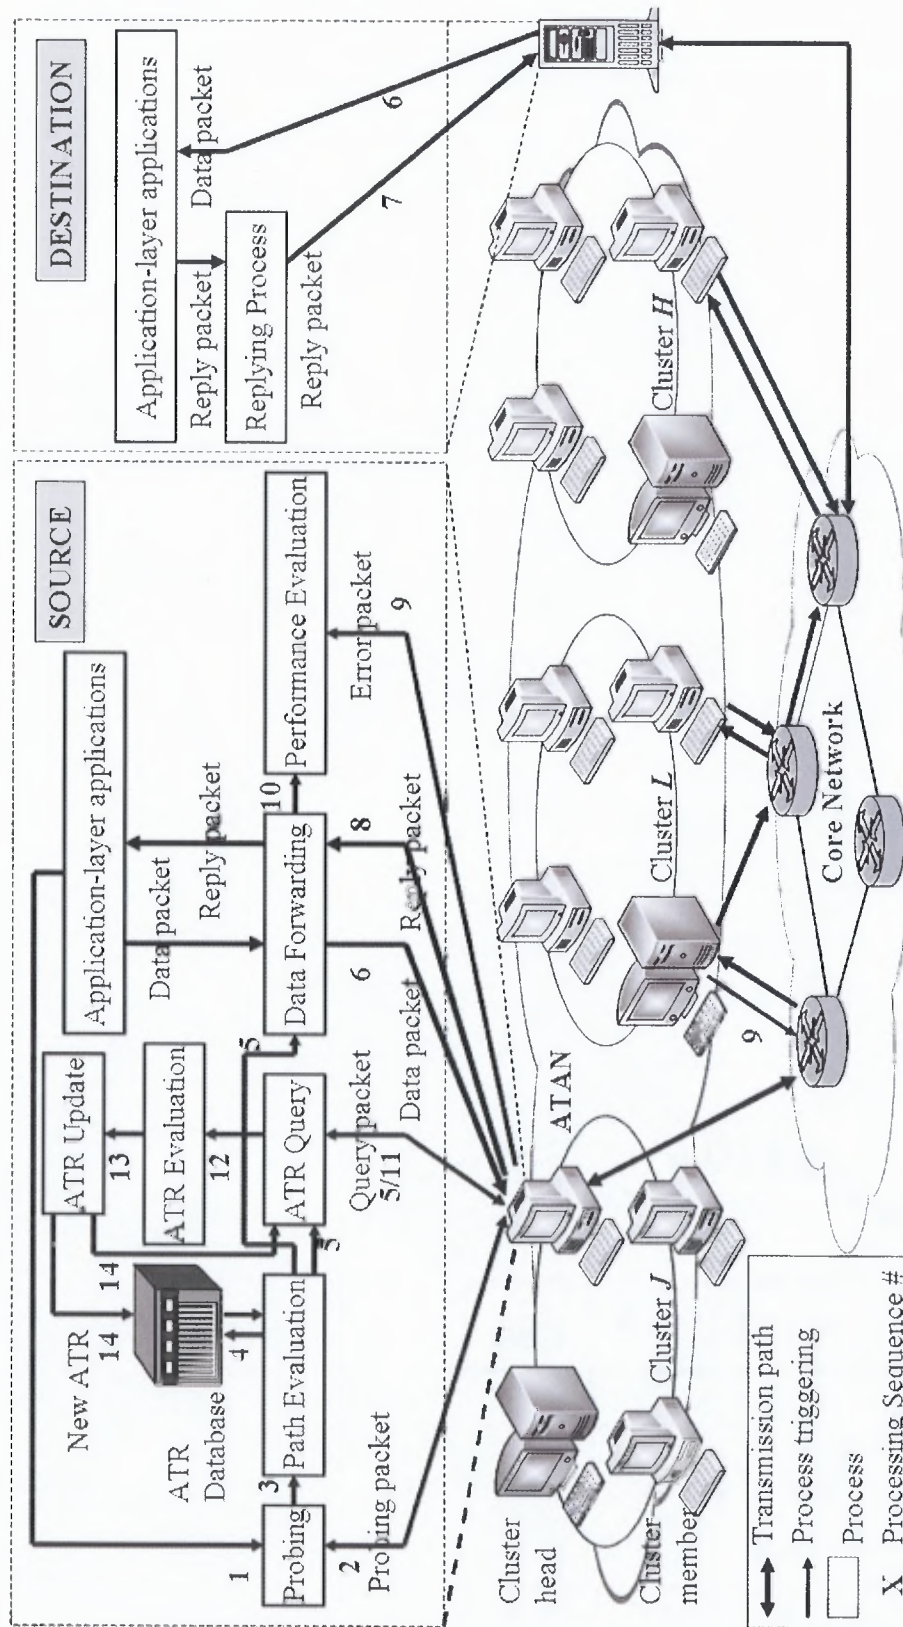 SOURCE
Application-layer applications
New ATR
14
14
ATR Update
13
ATR Evaluation
12
ATR
Database
4
Data packet
Reply packet
1
Probing
3
Path Evaluation
5
ATR Query
5
Data Forwarding
10
Performance Evaluation
2
Probing packet
Query packet
5/11
6
Data packet
8
Reply packet
Error packet
9
DESTINATION
Application-layer applications
Reply packet
Data packet
Replying Process
Reply packet
7
6
Cluster
head
ATAN
Cluster
member
Cluster J
Cluster L
Cluster H
9
Core Network
Transmission path
Process triggering
Process
X Processing Sequence #